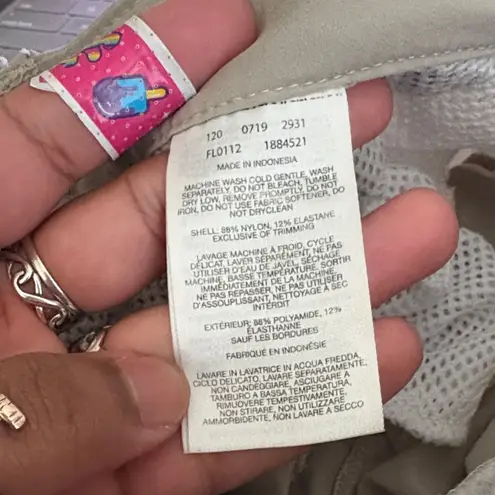 120 0719 2931
FL0112 1884521
MADE IN INDONESIA
MACHINE WASH COLD GENTLE, WASH
SEPARATELY, DO NOT BLEACH, TUMBLE
DRY LOW, REMOVE PROMPTLY, DO NOT
IRON, DO NOT USE FABRIC SOFTENER, DO
NOT DRYCLEAN
SHELL: 88% NYLON, 12% ELASTANE
EXCLUSIVE OF TRIMMING
LAVAGE MACHINE À FROID, CYCLE
DÉLICAT, LAVER SÉPARÉMENT, NE PAS
UTILISER D'EAU DE JAVEL, SÉCHAGE
MACHINE, BASSE TEMPÉRATURE, SORTIR
IMMÉDIATEMENT DE LA MACHINE,
NE PAS REPASSER, NE PAS UTILISER
D'ASSOUPLISSANT, NETTOYAGE À SEC
INTERDIT
EXTÉRIEUR: 88% POLYAMIDE, 12%
ÉLASTHANNE
SAUF LES BORDURES
FABRIQUÉ EN INDONÉSIE
LAVARE IN LAVATRICE IN ACQUA FREDDA,
CICLO DELICATO, LAVARE SEPARATAMENTE,
NON CANDEGGIARE, ASCIUGARE A
TAMBURO A BASSA TEMPERATURA,
RIMUOVERE TEMPESTIVAMENTE,
NON STIRARE, NON UTILIZZARE
AMMORBIDENTE, NON LAVARE A SECCO